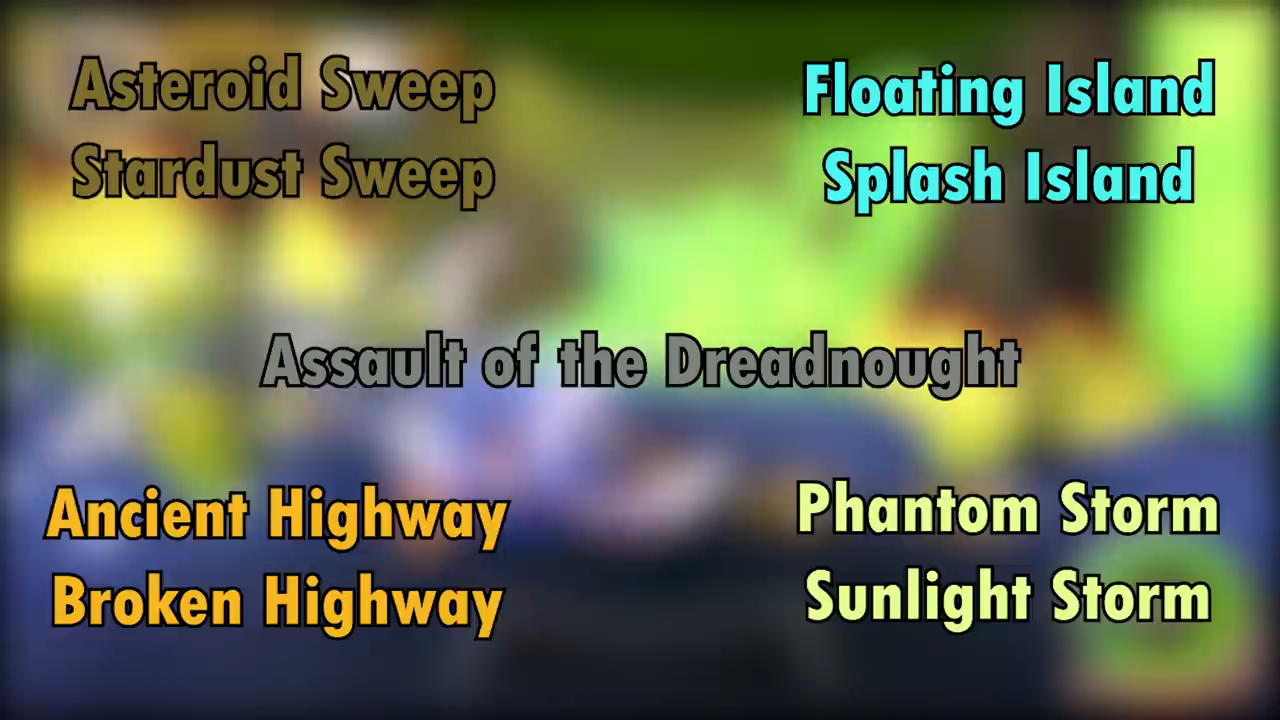 Asteroid Sweep
Stardust Sweep
Floating Island
Splash Island
Assault of the Dreadnought
Ancient Highway
Broken Highway
Phantom Storm
Sunlight Storm